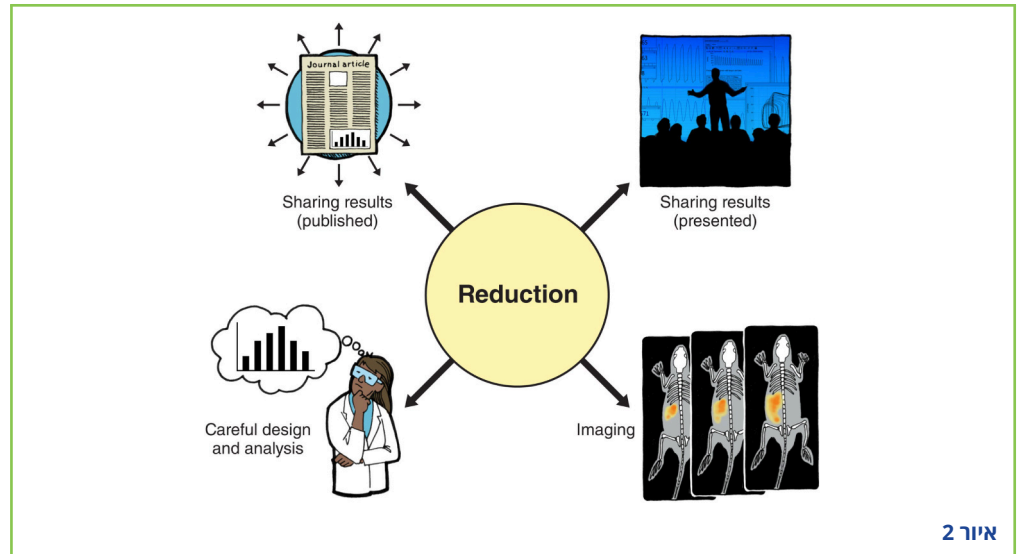 Journal article
Sharing results
(published)
Sharing results
(presented)
Reduction
Careful design
and analysis
Imaging
איור 2